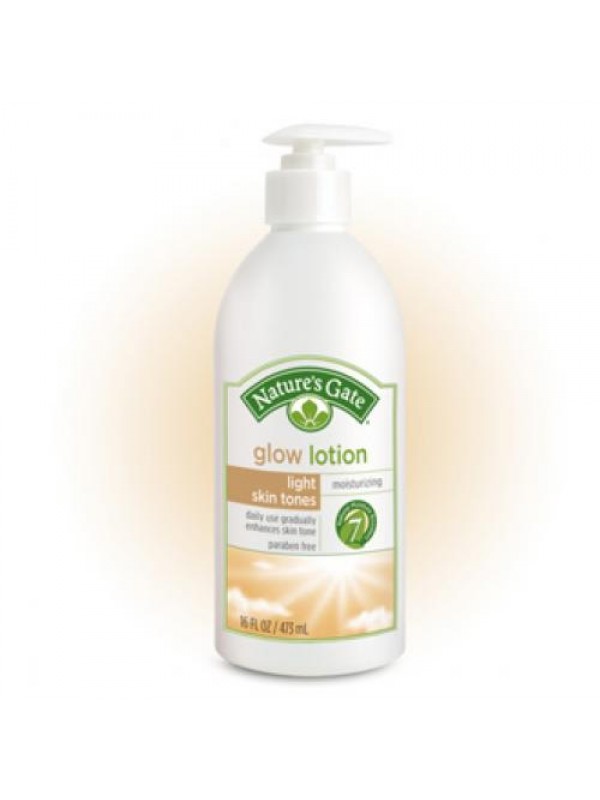 Nature's Gate
®
glow lotion
light
skin tones
moisturizing
daily use gradually
enhances skin tone
paraben free
7
16 FL OZ / 473 mL